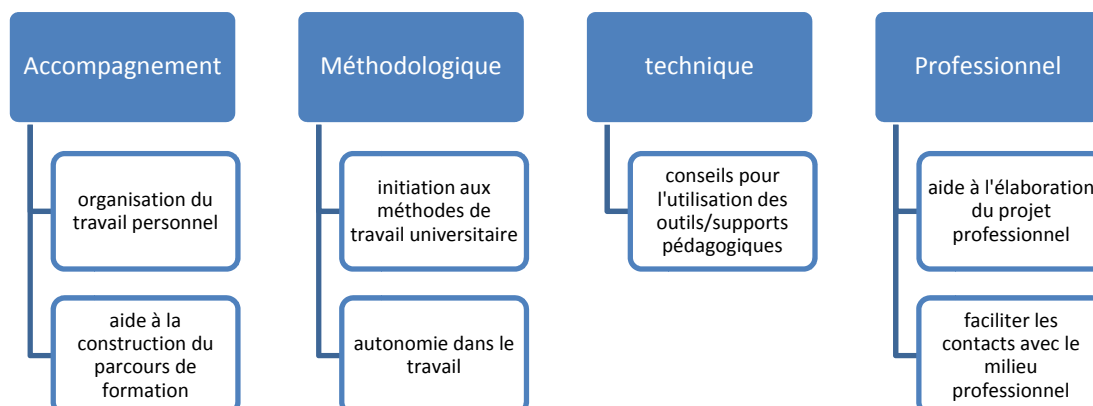 Accompagnement
organisation du
travail personnel
aide à la
construction du
parcours de
formation
Méthodologique
initiation aux
méthodes de
travail universitaire
autonomie dans le
travail
technique
conseils pour
l'utilisation des
outils/supports
pédagogiques
Professionnel
aide à l'élaboration
du projet
professionnel
faciliter les
contacts avec le
milieu
professionnel